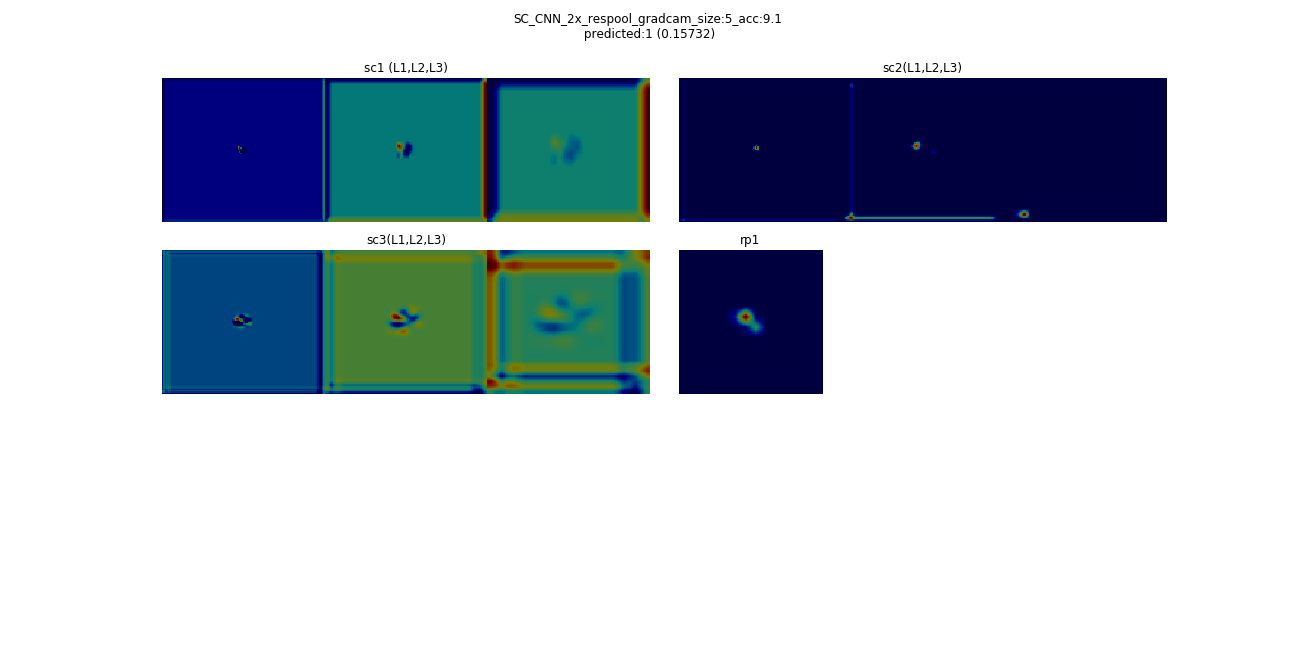 SC_CNN_2x_respool_gradcam_size:5_acc:9.1
predicted:1 (0.15732)
sc1 (L1,L2,L3)
sc2(L1,L2,L3)
sc3(L1,L2,L3)
rp1